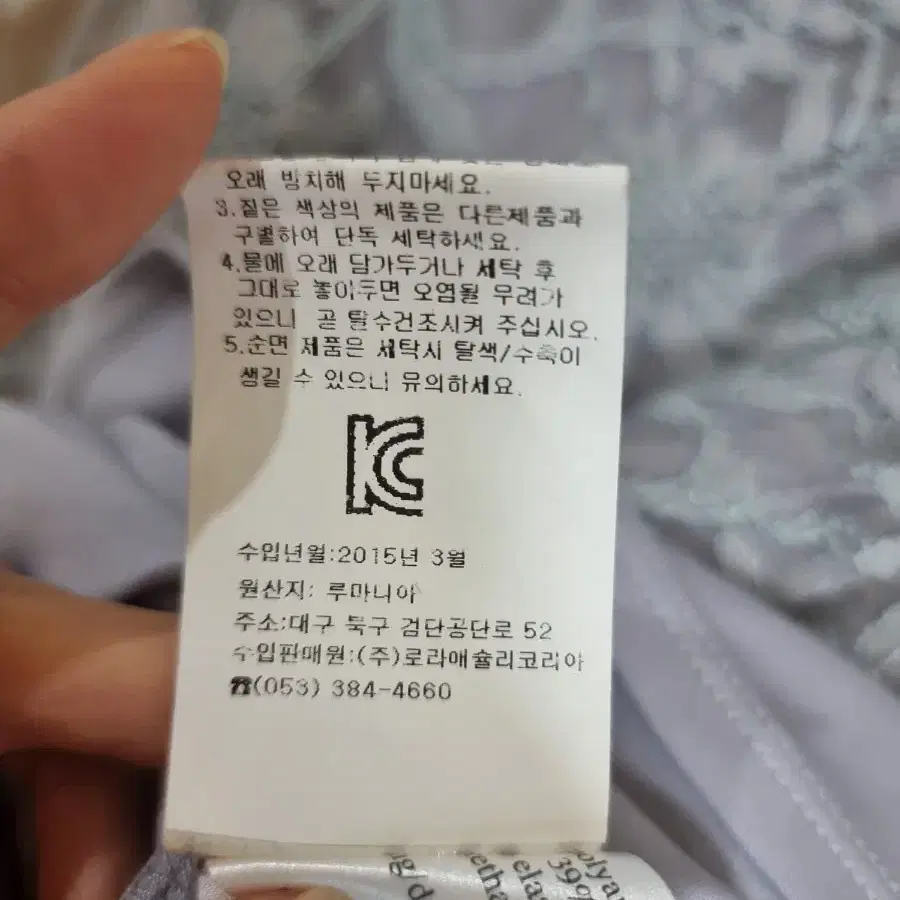 오래 방치해 두지마세요.
3.짙은 색상의 제품은 다른제품과
구별하여 단독 세탁하세요.
4.물에 오래 담가두거나 세탁 후
그대로 놓아두면 오염될 우려가
있으니 곧 탈수건조시켜 주십시오.
5.순면 제품은 세탁시 탈색/수축이
생길 수 있으니 유의하세요.
KC
수입년월:2015년 3월
원산지: 루마니아
주소:대구 북구 검단공단로 52
수입판매원:(주)로라애슐리코리아
☎(053) 384-4660